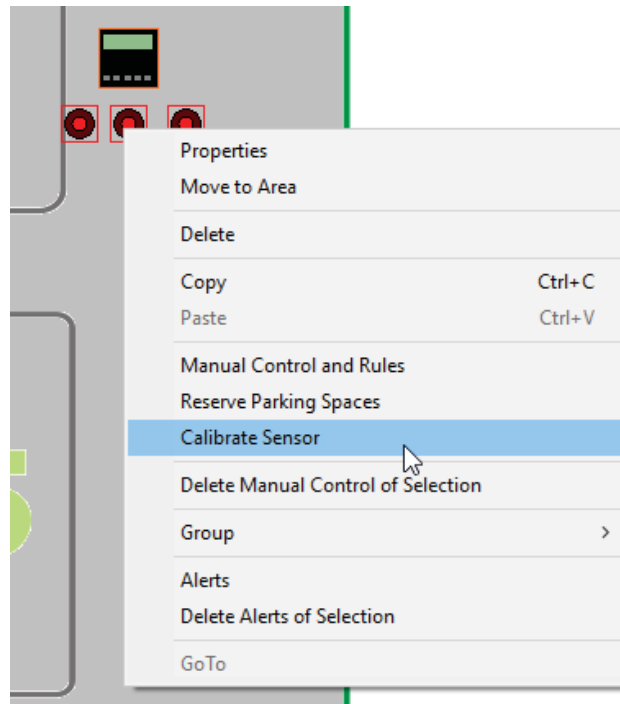 Properties
Move to Area
Delete
Copy Ctrl+C
Paste Ctrl+V
Manual Control and Rules
Reserve Parking Spaces
Calibrate Sensor
Delete Manual Control of Selection
Group
Alerts
Delete Alerts of Selection
GoTo